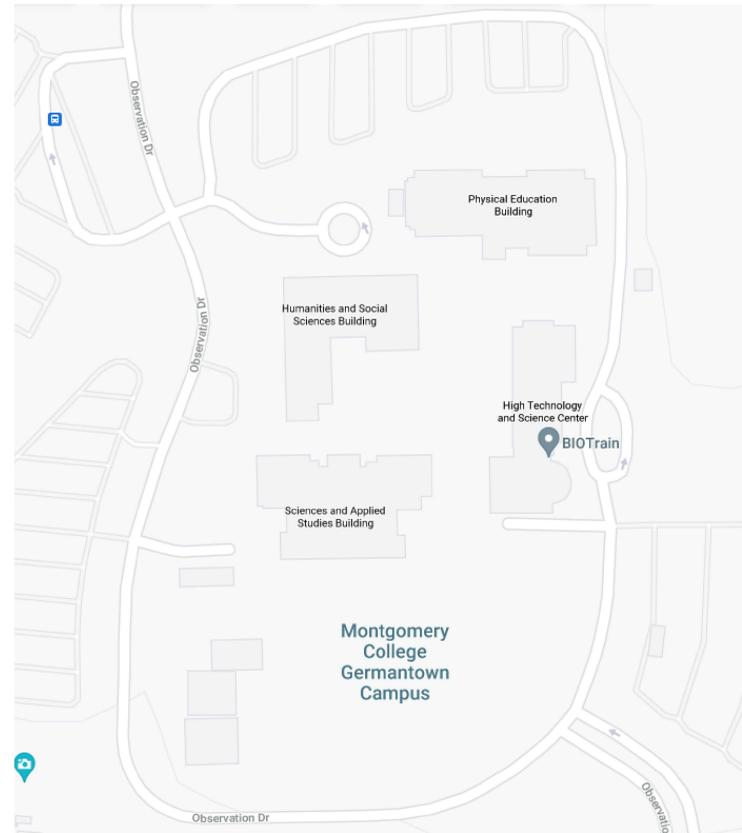 Observation Dr
Physical Education
Building
Humanities and Social
Sciences Building
Observation Dr
High Technology
and Science Center
BIOTrain
Sciences and Applied
Studies Building
Montgomery
College
Germantown
Campus
Observation Dr
Observatio